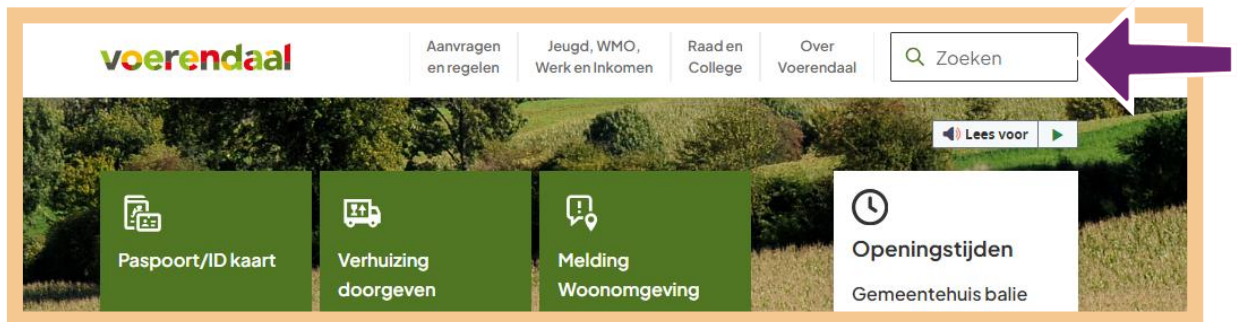 voerendaal
Aanvragen
en regelen
Jeugd, WMO,
Werk en Inkomen
Raad en
College
Over
Voerendaal
Zoeken
Lees voor
Paspoort/ID kaart
Verhuizing
doorgeven
Melding
Woonomgeving
Openingstijden
Gemeentehuis balie